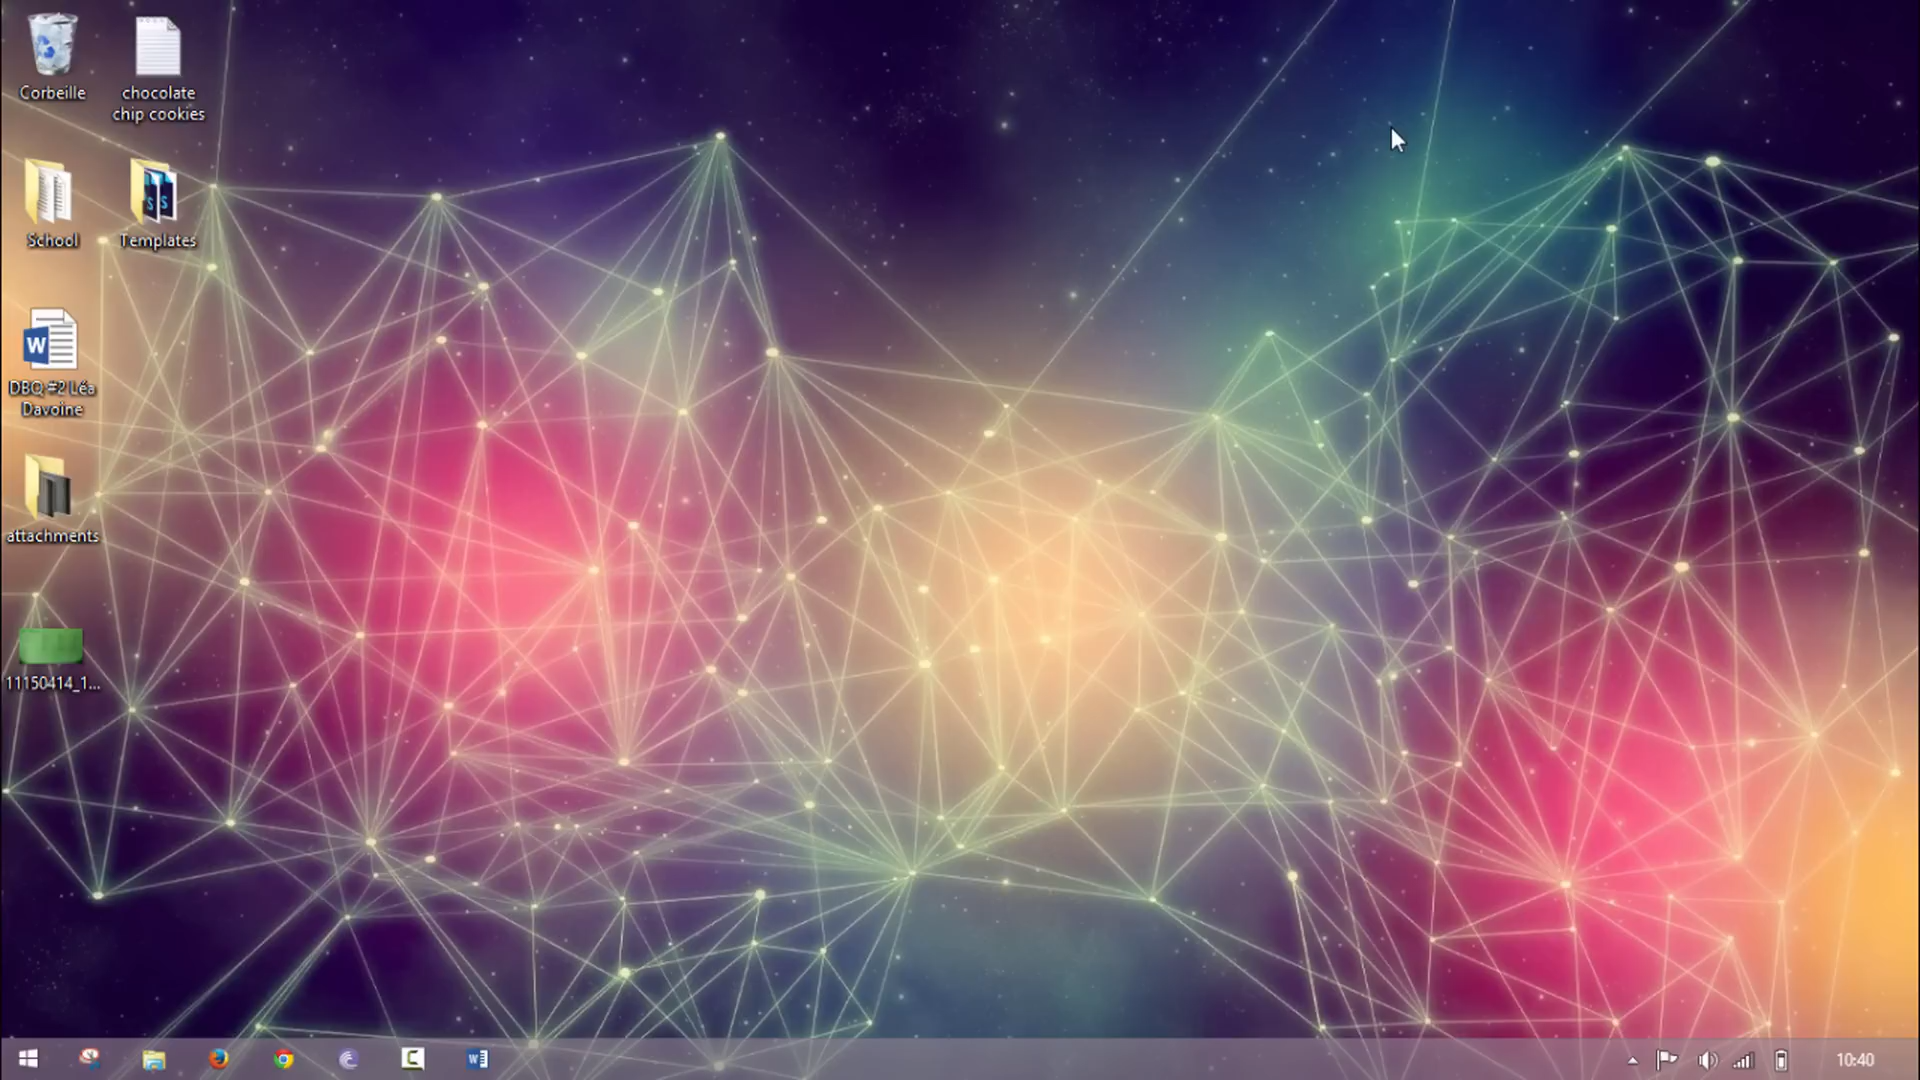 Corbeille
chocolate
chip cookies
School
Templates
DBQ #2 Léa
Davoine
attachments
11150414_1...
10:40